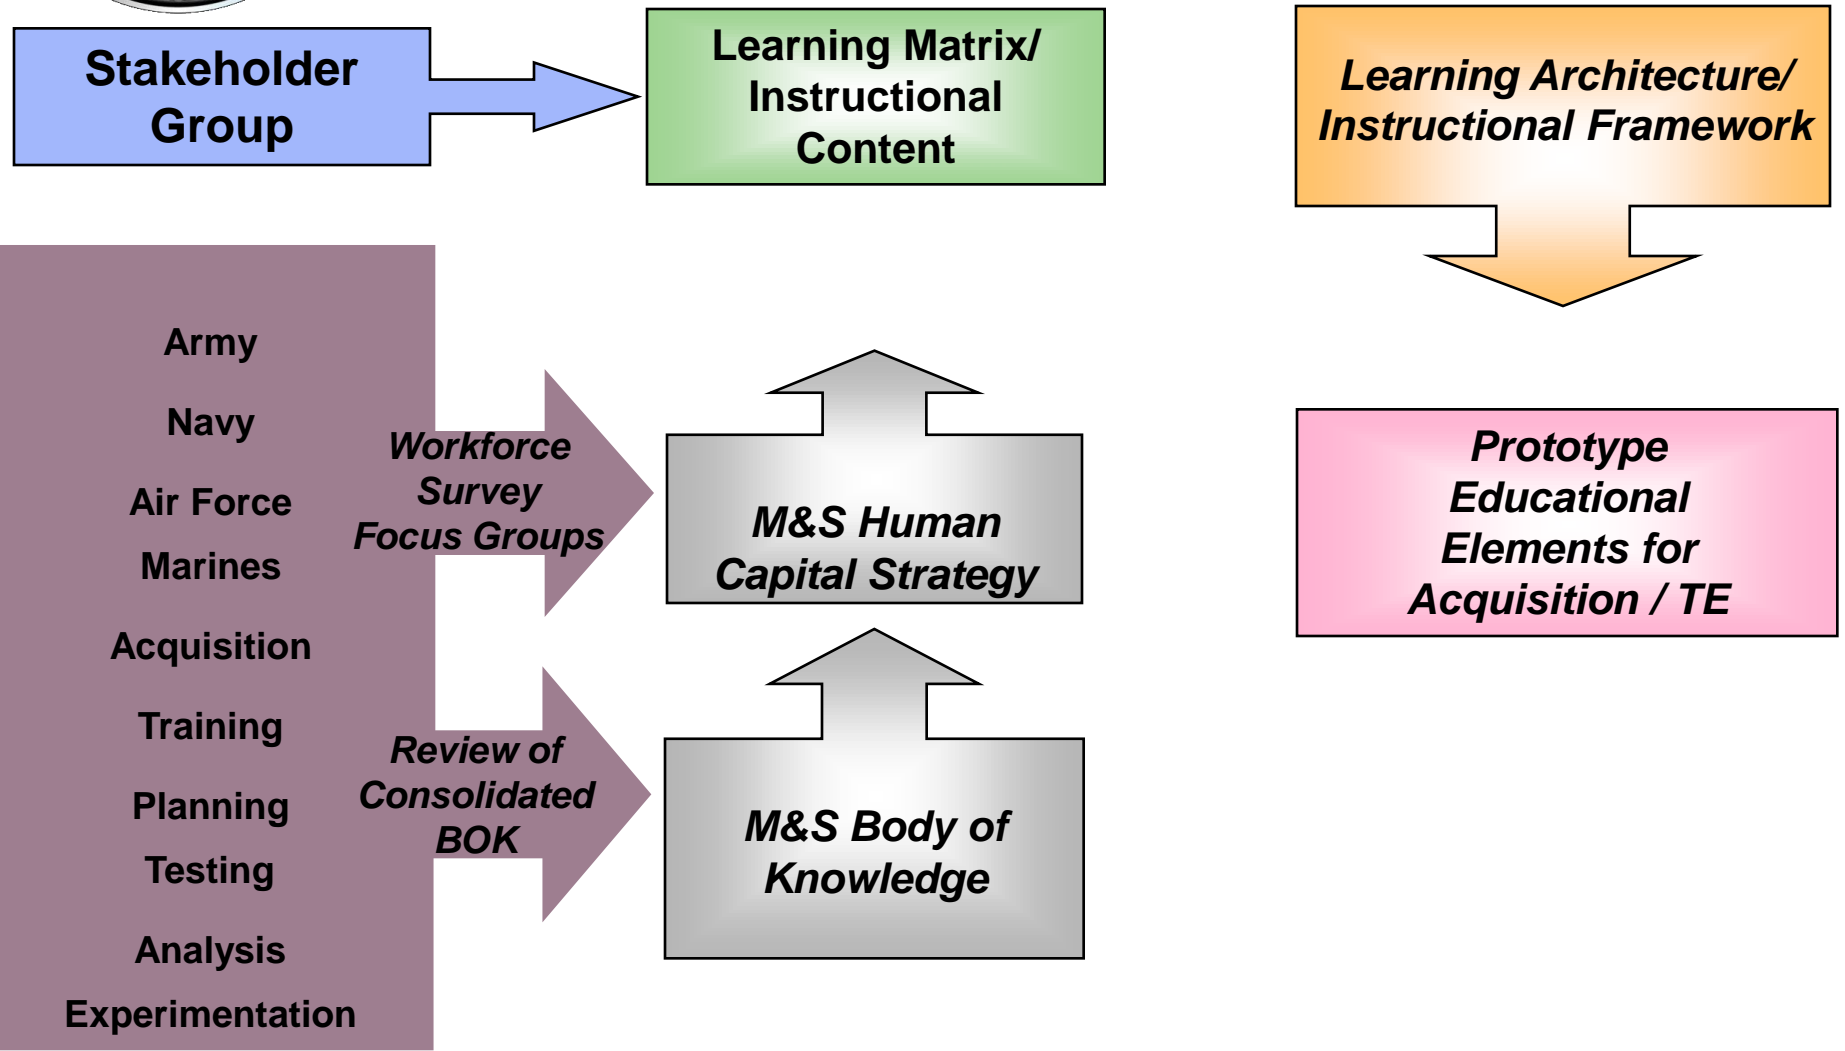 Stakeholder
Group
Learning Matrix/
Instructional
Content
Learning Architecture/
Instructional Framework
Army
Navy
Air Force
Marines
Acquisition
Training
Planning
Testing
Analysis
Experimentation
Workforce
Survey
Focus Groups
Review of
Consolidated
BOK
M&S Human
Capital Strategy
M&S Body of
Knowledge
Prototype
Educational
Elements for
Acquisition / TE